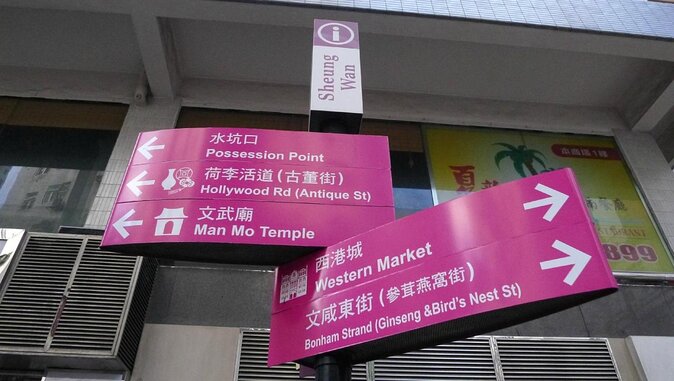 i
Sheung
Wan
水坑口
Possession Point
荷李活道(古董街)
Hollywood Rd (Antique St)
文武廟
Man Mo Temple
西港城
Western Market
文咸東街(參茸燕窩街)
Bonham Strand (Ginseng &Bird's Nest St)
899